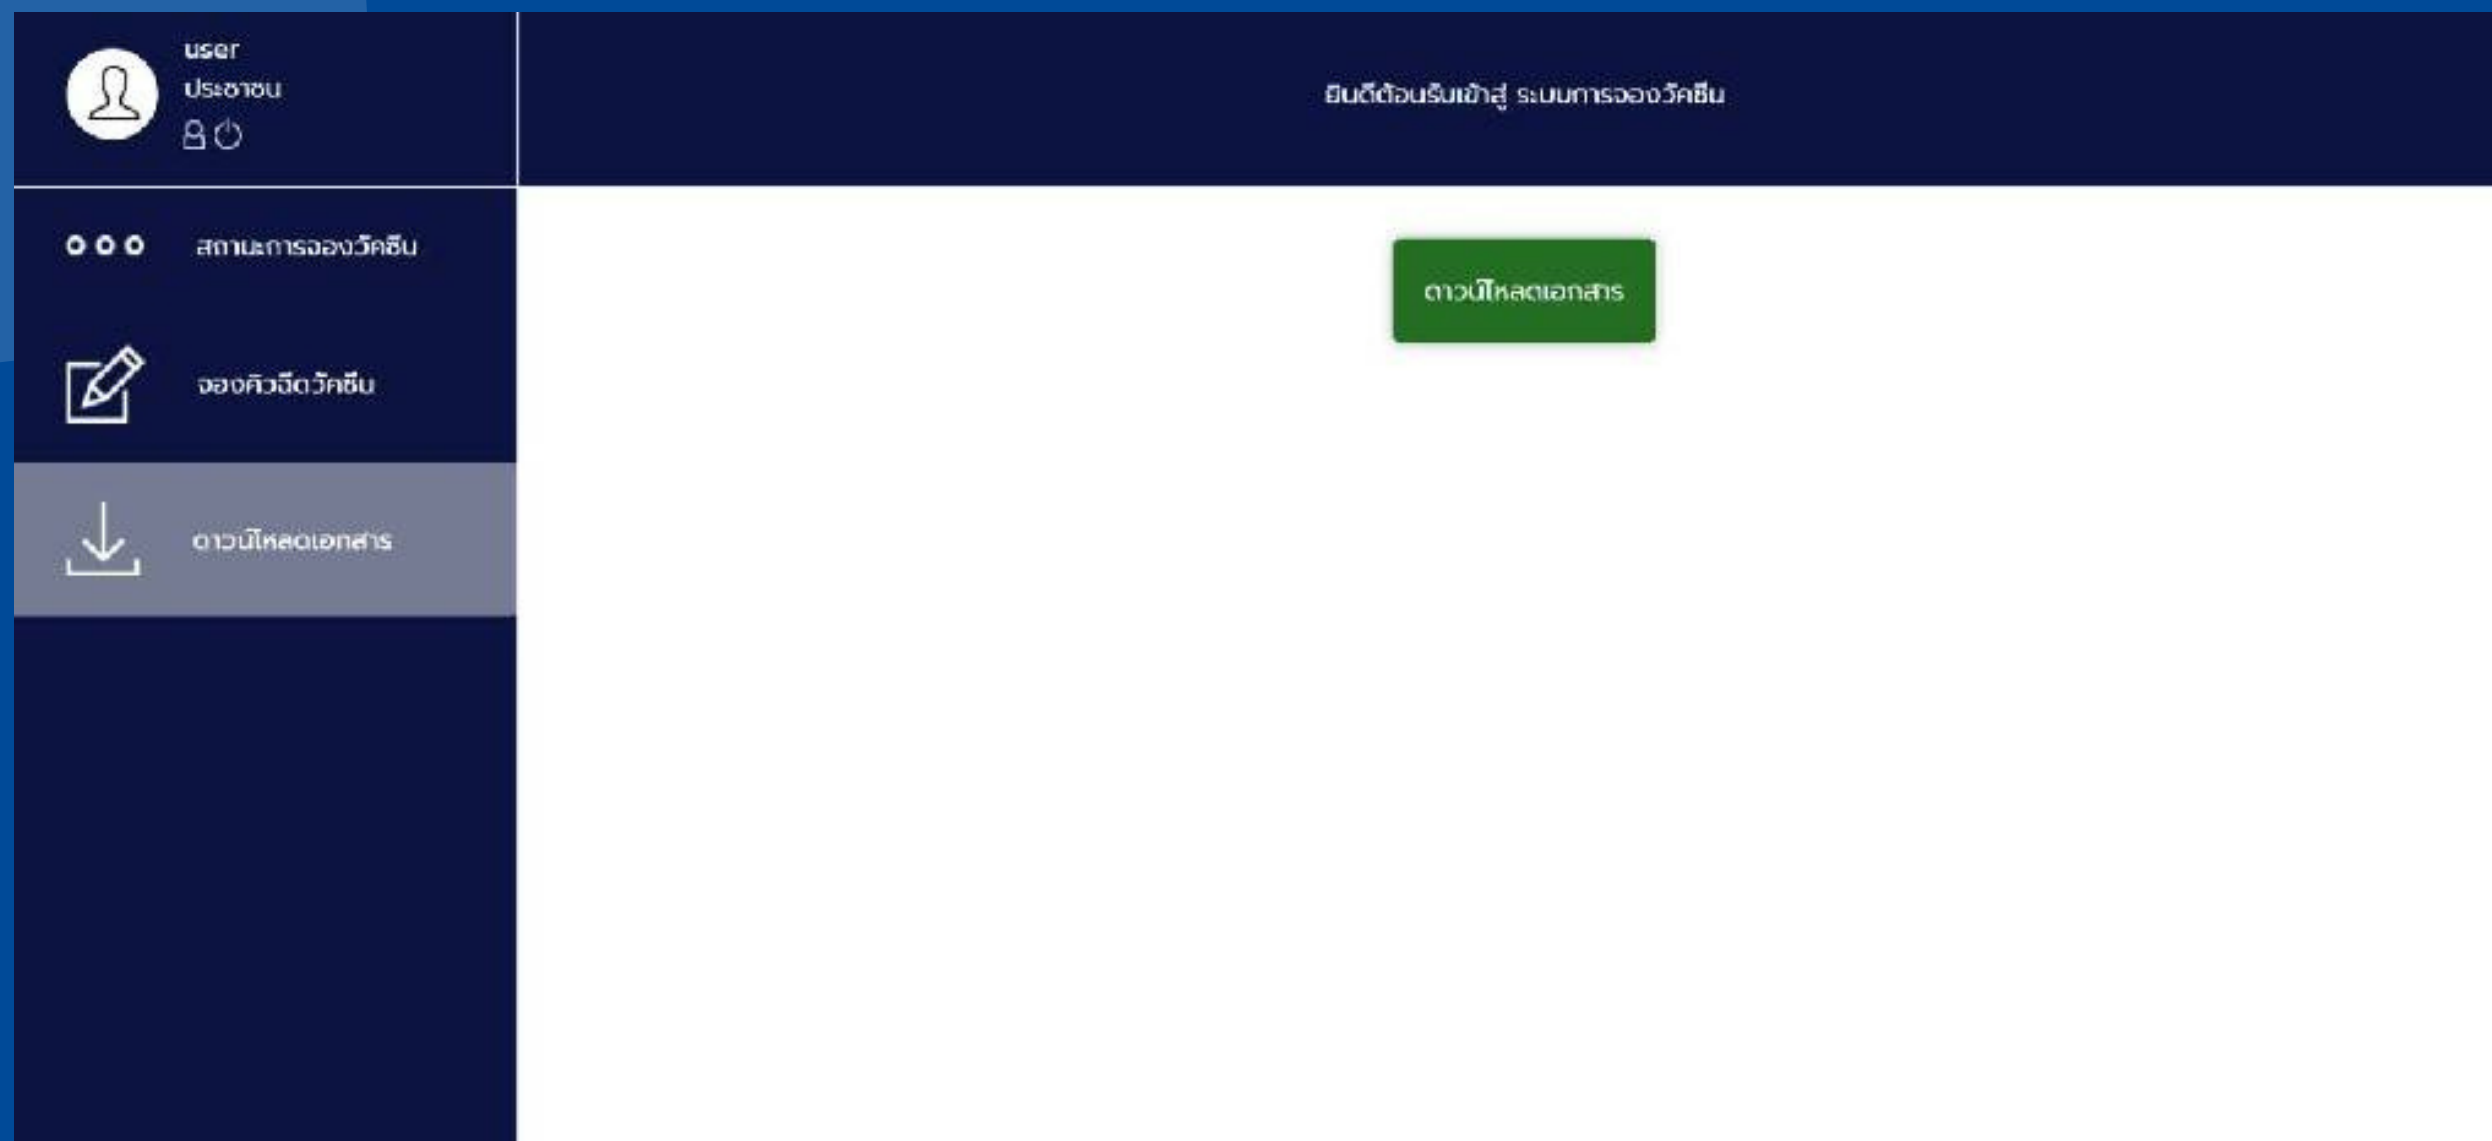 user
ประชาชน
ยินดีต้อนรับเข้าสู่ ระบบการจองวัคซีน
สถานะการจองวัคซีน
ดาวน์โหลดเอกสาร
จองคิวฉีดวัคซีน
ดาวน์โหลดเอกสาร